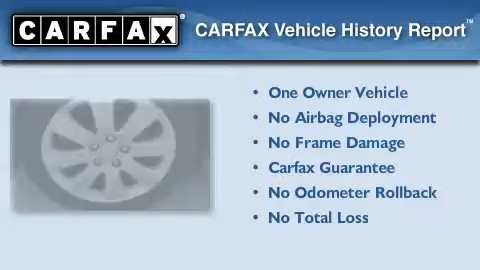 CARFAX® CARFAX Vehicle History Report™
• One Owner Vehicle
• No Airbag Deployment
• No Frame Damage
• Carfax Guarantee
• No Odometer Rollback
• No Total Loss